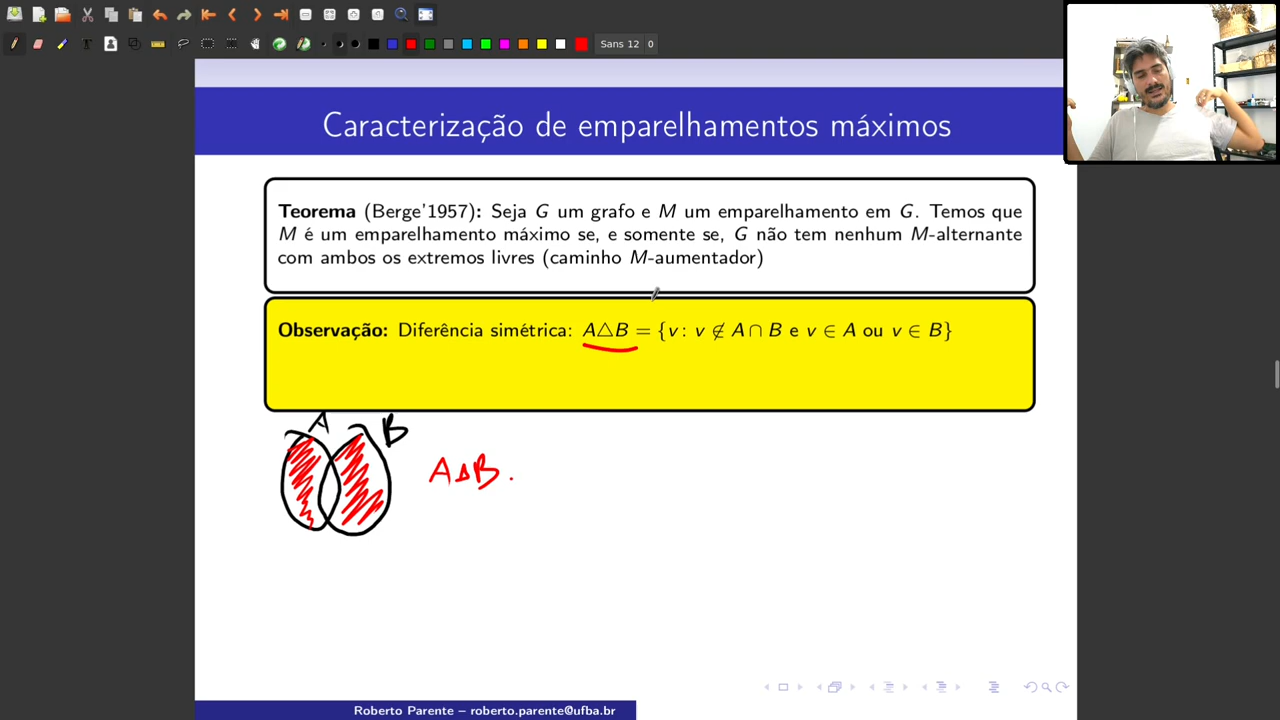 Sans 12 0
Caracterização de emparelhamentos máximos
Teorema (Berge'1957): Seja G um grafo e M um emparelhamento em G. Temos que
M é um emparelhamento máximo se, e somente se, G não tem nenhum M-alternante
com ambos os extremos livres (caminho M-aumentador)
Observação: Diferência simétrica: A△B = {v : v ∉ A ∩ B e v ∈ A ou v ∈ B}
A
B
A△B.
Roberto Parente – roberto.parente@ufba.br